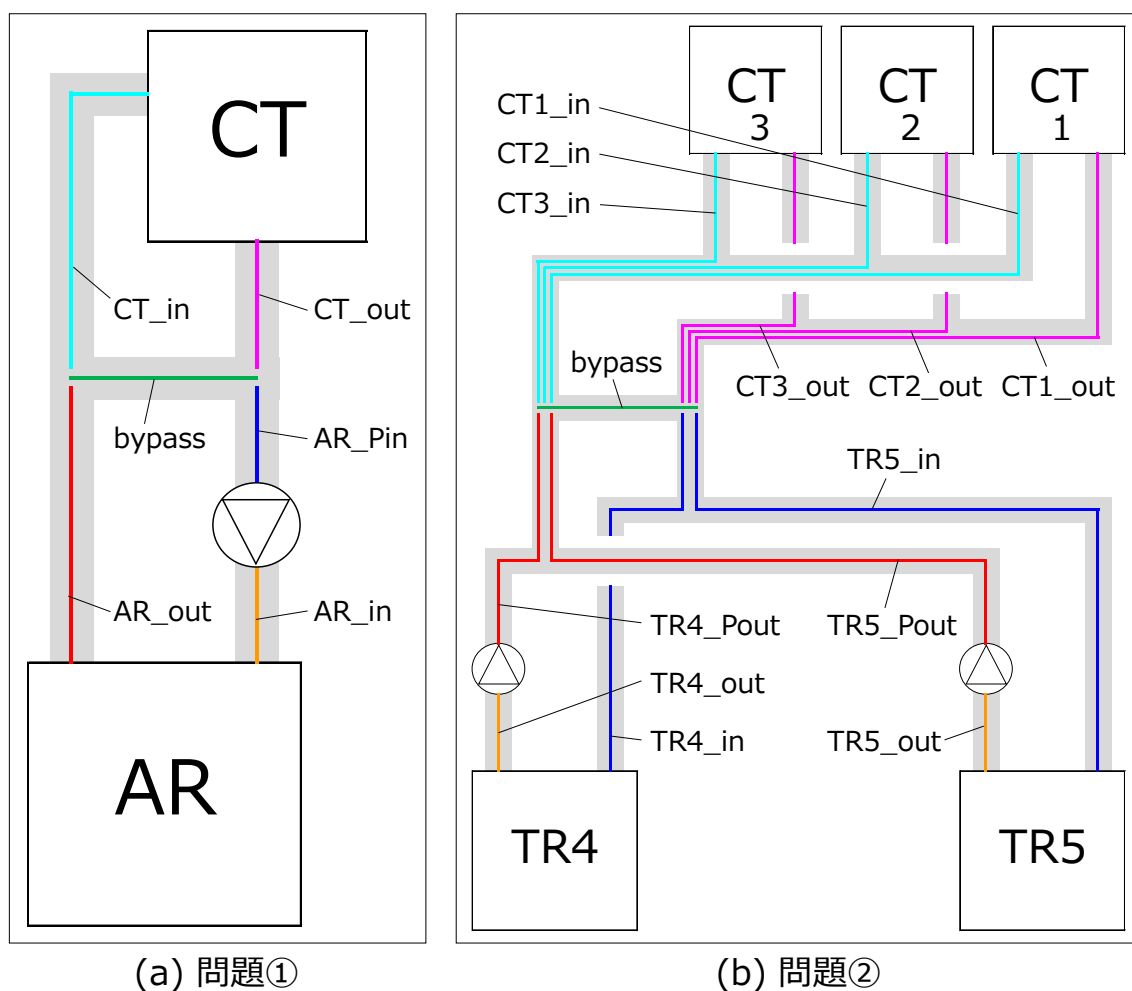 CT
CT_in
CT_out
bypass
AR_Pin
AR_out
AR_in
AR
(a) 問題①
CT
3
CT
2
CT
1
CT1_in
CT2_in
CT3_in
bypass
CT3_out
CT2_out
CT1_out
TR5_in
TR4_Pout
TR5_Pout
TR4_out
TR4_in
TR5_out
TR4
TR5
(b) 問題②